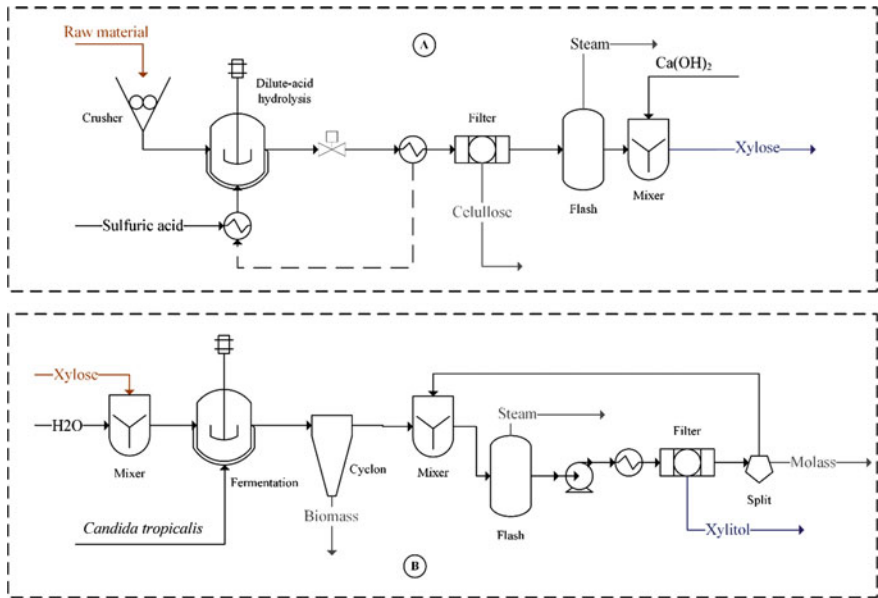 Raw material
A
Steam
Ca(OH)2
Dilute-acid
hydrolysis
Crusher
Filter
Xylose
Flash
Mixer
Sulfuric acid
Celullose
Xylose
H2O
Mixer
Fermentation
Candida tropicalis
Cyclon
Biomass
Mixer
Steam
Flash
Filter
Molass
Split
Xylitol
B